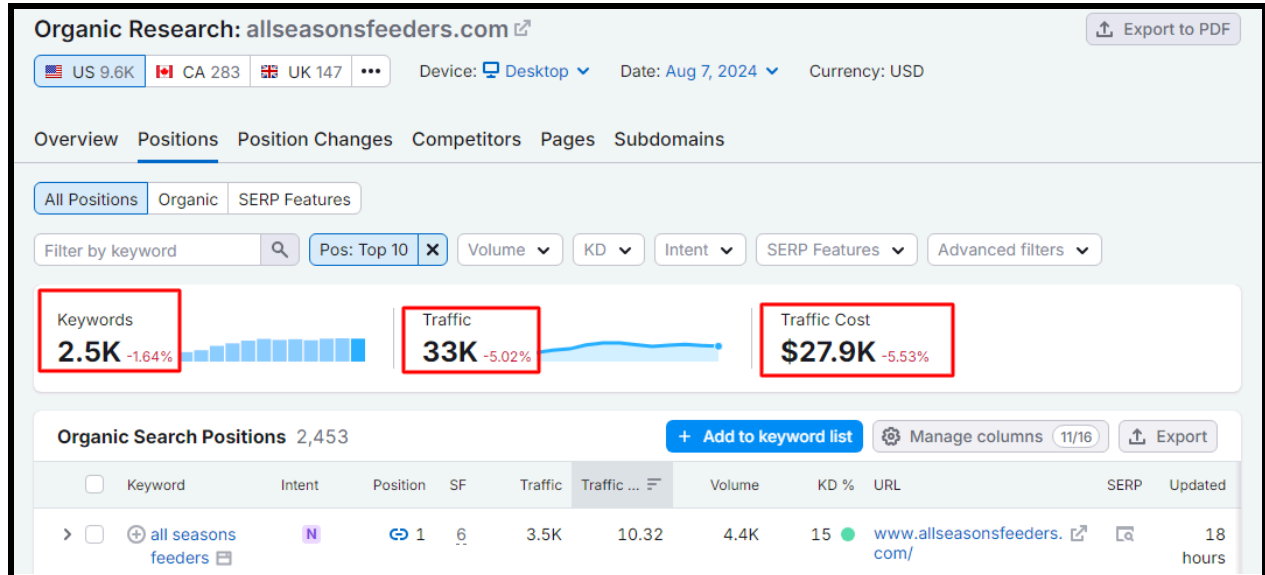 Organic Research: allseasonsfeeders.com
Export to PDF
US 9.6K CA 283 UK 147 ••• Device: Desktop Date: Aug 7, 2024 Currency: USD
Overview Positions Position Changes Competitors Pages Subdomains
All Positions Organic SERP Features
Filter by keyword Pos: Top 10 Volume KD Intent SERP Features Advanced filters
Keywords Traffic Traffic Cost
2.5K -1.64% 33K -5.02% $27.9K -5.53%
Organic Search Positions 2,453 + Add to keyword list Manage columns 11/16 Export
Keyword Intent Position SF Traffic Traffic ... Volume KD % URL SERP Updated
all seasons N 1 6 3.5K 10.32 4.4K 15 www.allseasonsfeeders. 18
feeders com/ hours